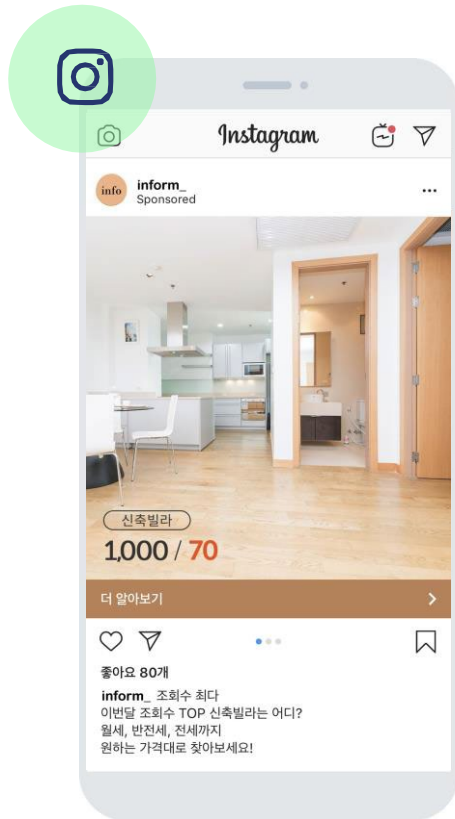 Instagram
info
inform_
Sponsored
신축빌라
1,000 / 70
더 알아보기
좋아요 80개
inform_ 조회수 최다
이번달 조회수 TOP 신축빌라는 어디?
월세, 반전세, 전세까지
원하는 가격대로 찾아보세요!